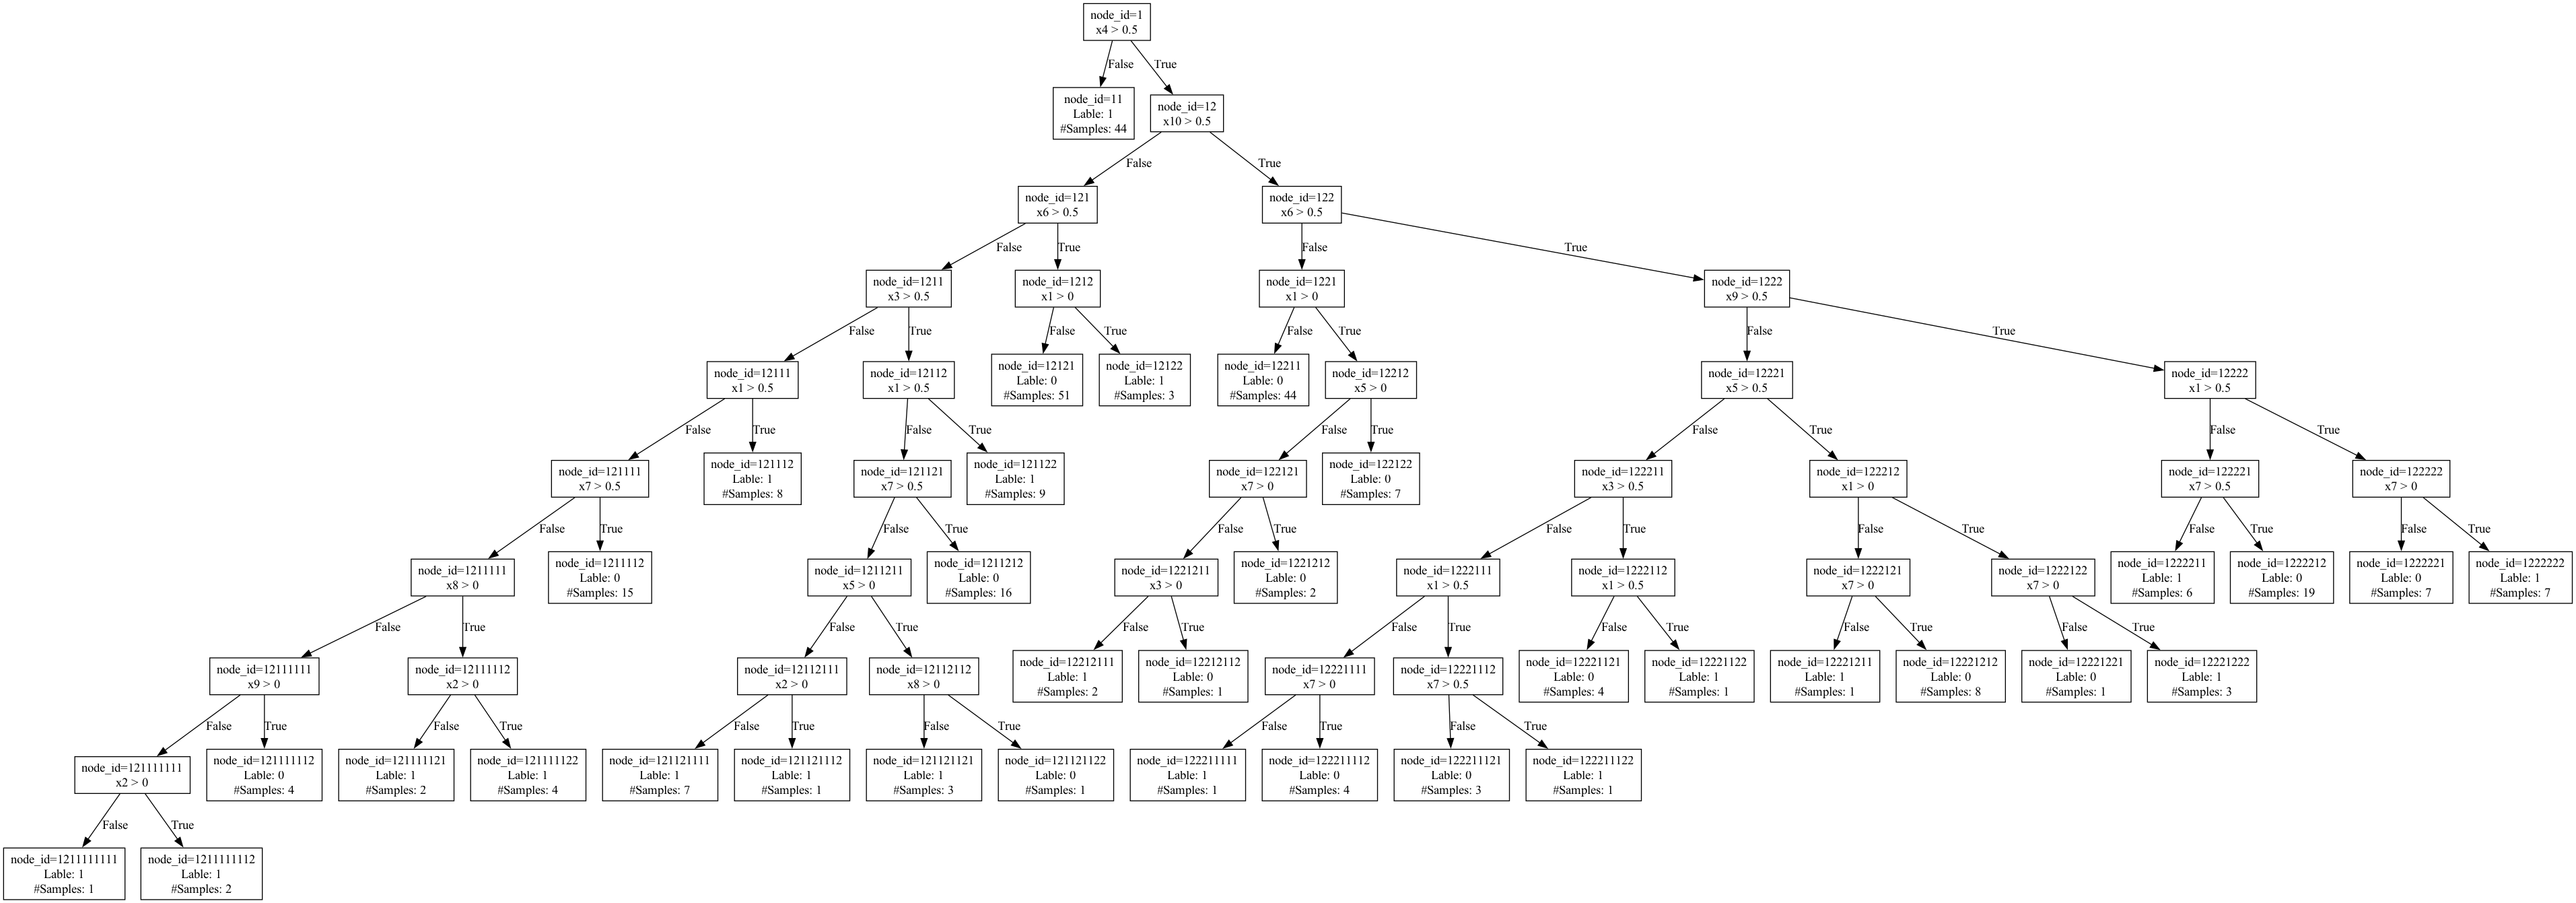 node_id=1
x4 > 0.5
False
True
node_id=11
Lable: 1
#Samples: 44
node_id=12
x10 > 0.5
False
True
node_id=121
x6 > 0.5
node_id=122
x6 > 0.5
False
True
False
True
node_id=1211
x3 > 0.5
node_id=1212
x1 > 0
node_id=1221
x1 > 0
node_id=1222
x9 > 0.5
False
True
False
True
False
True
False
True
node_id=12111
x1 > 0.5
node_id=12112
x1 > 0.5
node_id=12121
Lable: 0
#Samples: 51
node_id=12122
Lable: 1
#Samples: 3
node_id=12211
Lable: 0
#Samples: 44
node_id=12212
x5 > 0
node_id=12221
x5 > 0.5
node_id=12222
x1 > 0.5
False
True
False
True
False
True
False
True
False
True
node_id=121111
x7 > 0.5
node_id=121112
Lable: 1
#Samples: 8
node_id=121121
x7 > 0.5
node_id=121122
Lable: 1
#Samples: 9
node_id=122121
x7 > 0
node_id=122122
Lable: 0
#Samples: 7
node_id=122211
x3 > 0.5
node_id=122212
x1 > 0
node_id=122221
x7 > 0.5
node_id=122222
x7 > 0
False
True
False
True
False
True
False
True
False
True
False
True
False
True
node_id=1211111
x8 > 0
node_id=1211112
Lable: 0
#Samples: 15
node_id=1211211
x5 > 0
node_id=1211212
Lable: 0
#Samples: 16
node_id=1221211
x3 > 0
node_id=1221212
Lable: 0
#Samples: 2
node_id=1222111
x1 > 0.5
node_id=1222112
x1 > 0.5
node_id=1222121
x7 > 0
node_id=1222122
x7 > 0
node_id=1222211
Lable: 1
#Samples: 6
node_id=1222212
Lable: 0
#Samples: 19
node_id=1222221
Lable: 0
#Samples: 7
node_id=1222222
Lable: 1
#Samples: 7
False
True
False
True
False
True
False
True
False
True
False
True
False
True
node_id=12111111
x9 > 0
node_id=12111112
x2 > 0
node_id=12112111
x2 > 0
node_id=12112112
x8 > 0
node_id=12212111
Lable: 1
#Samples: 2
node_id=12212112
Lable: 0
#Samples: 1
node_id=12221111
x7 > 0
node_id=12221112
x7 > 0.5
node_id=12221121
Lable: 0
#Samples: 4
node_id=12221122
Lable: 1
#Samples: 1
node_id=12221211
Lable: 1
#Samples: 1
node_id=12221212
Lable: 0
#Samples: 8
node_id=12221221
Lable: 0
#Samples: 1
node_id=12221222
Lable: 1
#Samples: 3
False
True
False
True
False
True
False
True
False
True
False
True
node_id=121111111
x2 > 0
node_id=121111112
Lable: 0
#Samples: 4
node_id=121111121
Lable: 1
#Samples: 2
node_id=121111122
Lable: 1
#Samples: 4
node_id=121121111
Lable: 1
#Samples: 7
node_id=121121112
Lable: 1
#Samples: 1
node_id=121121121
Lable: 1
#Samples: 3
node_id=121121122
Lable: 0
#Samples: 1
node_id=122211111
Lable: 1
#Samples: 1
node_id=122211112
Lable: 0
#Samples: 4
node_id=122211121
Lable: 0
#Samples: 3
node_id=122211122
Lable: 1
#Samples: 1
False
True
node_id=1211111111
Lable: 1
#Samples: 1
node_id=1211111112
Lable: 1
#Samples: 2